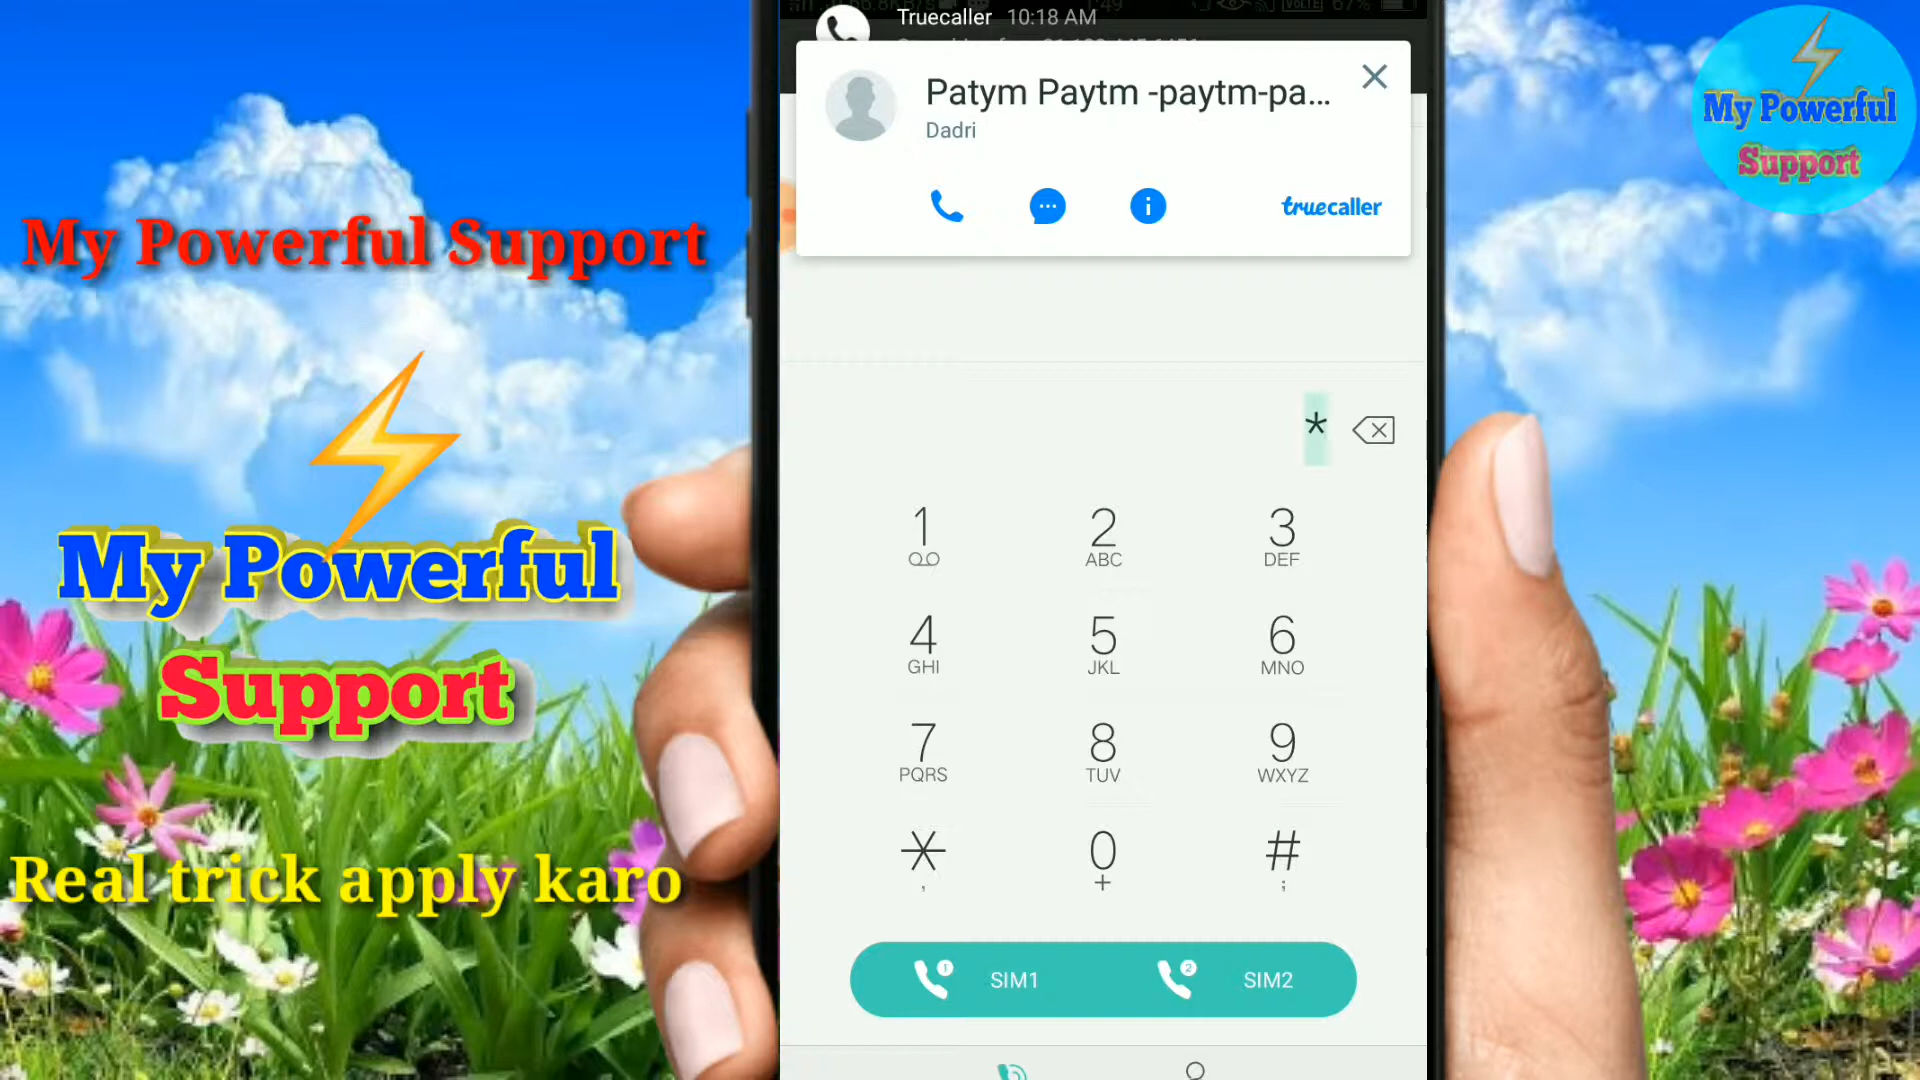 Truecaller 10:18 AM
Patym Paytm -paytm-pa...
Dadri
truecaller
My Powerful
Support
My Powerful Support
My Powerful
Support
Real trick apply karo
*
1 2 3
ABC DEF
4 5 6
GHI JKL MNO
7 8 9
PQRS TUV WXYZ
* 0 #
, + ;
1 SIM1 2 SIM2